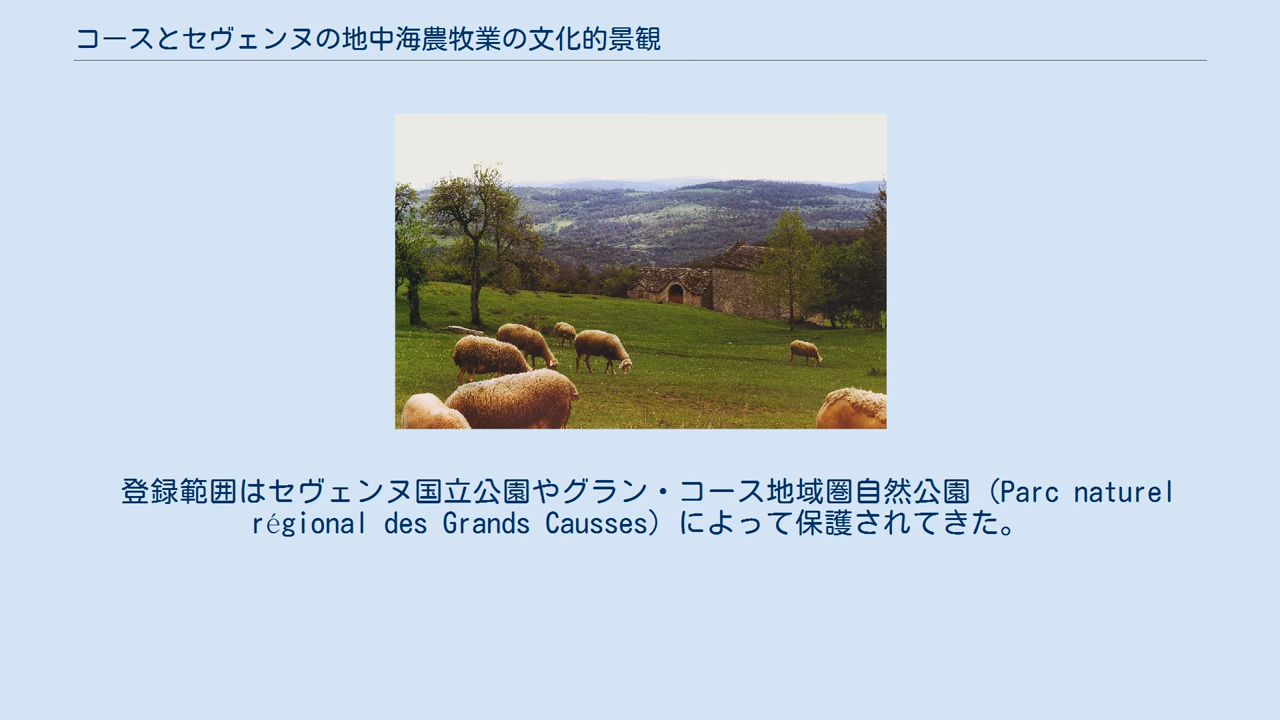 コースとセヴェンヌの地中海農牧業の文化的景観
登録範囲はセヴェンヌ国立公園やグラン・コース地域圏自然公園（Parc naturel
régional des Grands Causses）によって保護されてきた。